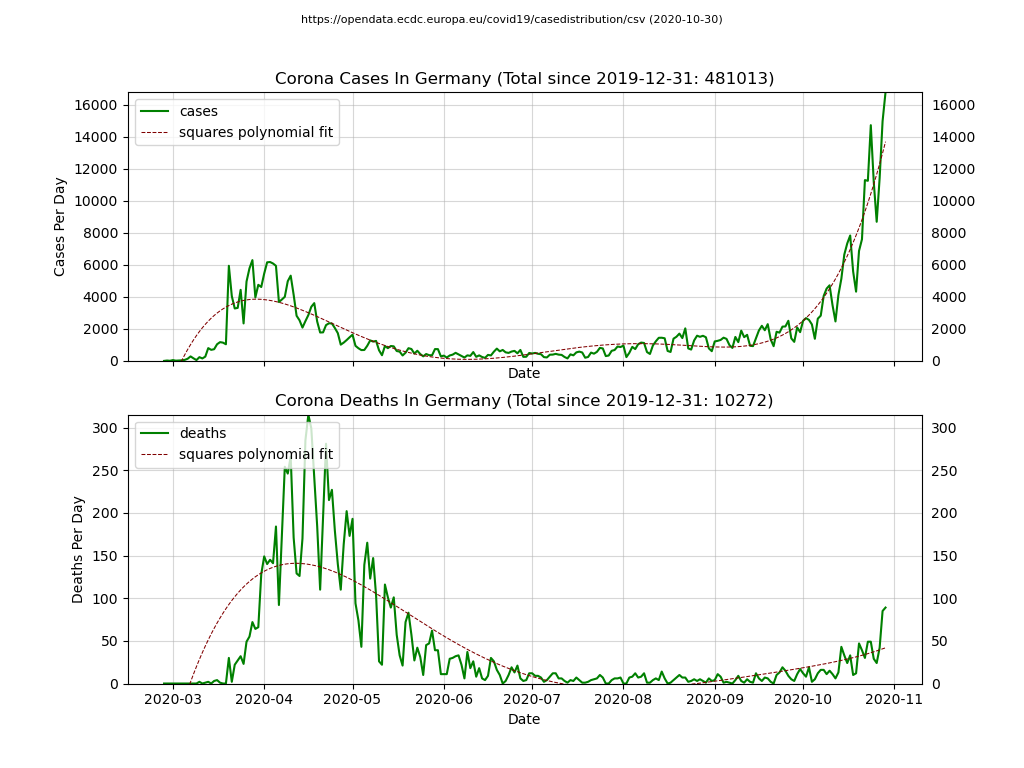 https://opendata.ecdc.europa.eu/covid19/casedistribution/csv (2020-10-30)
Corona Cases In Germany (Total since 2019-12-31: 481013)
cases
squares polynomial fit
Cases Per Day
16000 16000
14000 14000
12000 12000
10000 10000
8000 8000
6000 6000
4000 4000
2000 2000
0 0
Date
Corona Deaths In Germany (Total since 2019-12-31: 10272)
deaths
squares polynomial fit
Deaths Per Day
300 300
250 250
200 200
150 150
100 100
50 50
0 0
2020-03 2020-04 2020-05 2020-06 2020-07 2020-08 2020-09 2020-10 2020-11
Date